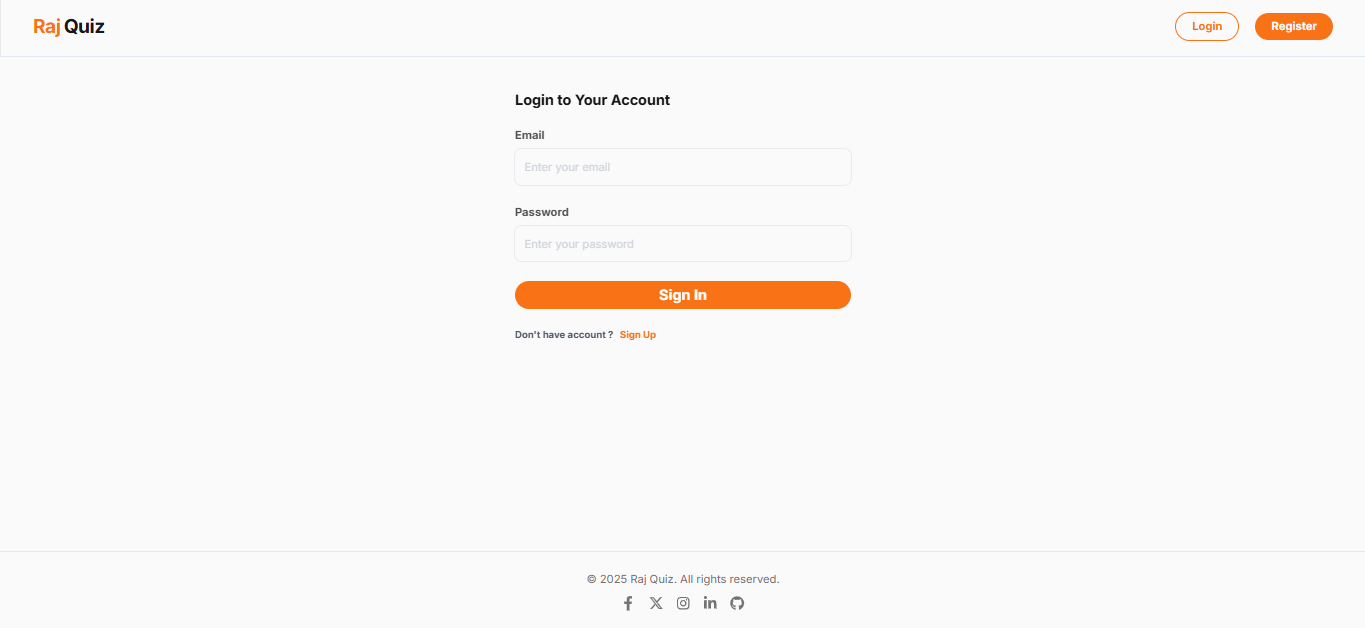 Raj Quiz
Login
Register
Login to Your Account
Email
Enter your email
Password
Enter your password
Sign In
Don't have account ? Sign Up
© 2025 Raj Quiz. All rights reserved.